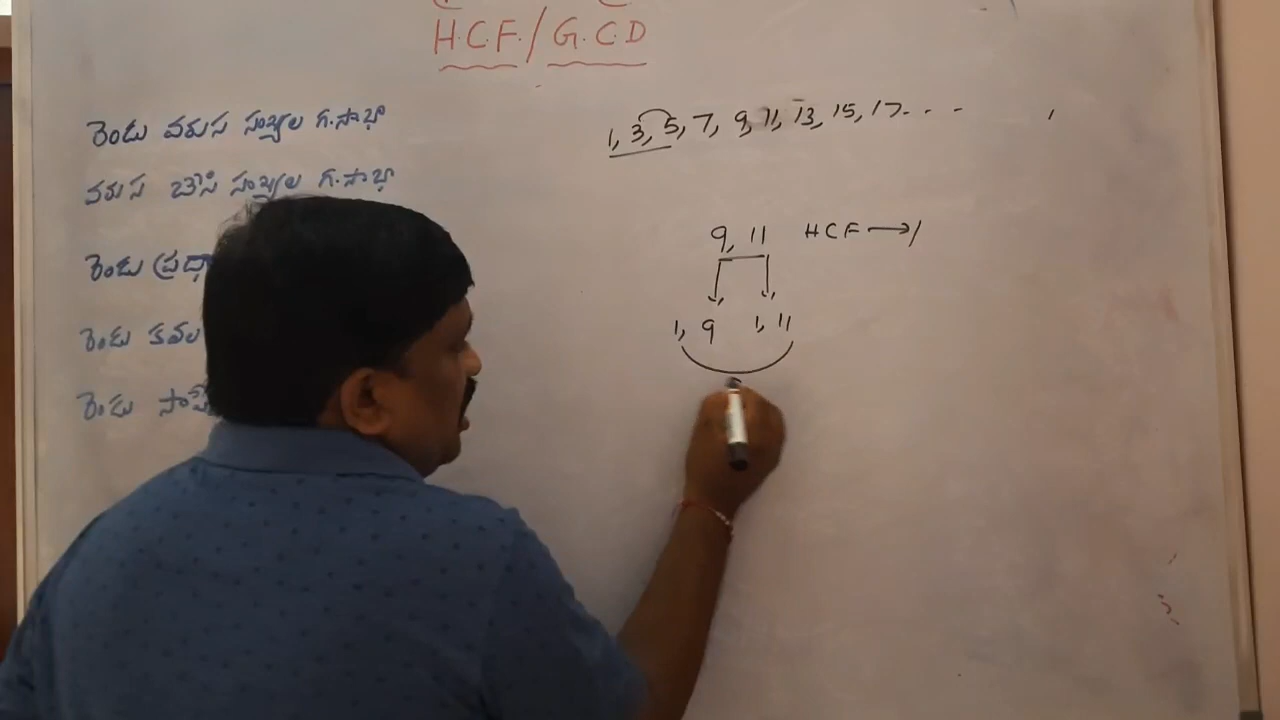 H.C.F. / G.C.D
రెండు వరుస సంఖ్యల గ.సా.భా
వరుస బేసి సంఖ్యల గ.సా.భా
రెండు
రెండు కవల
రెండు
1, 3, 5, 7, 9, 11, 13, 15, 17. . . -
9, 11 HCF → 1
1, 9 1, 11